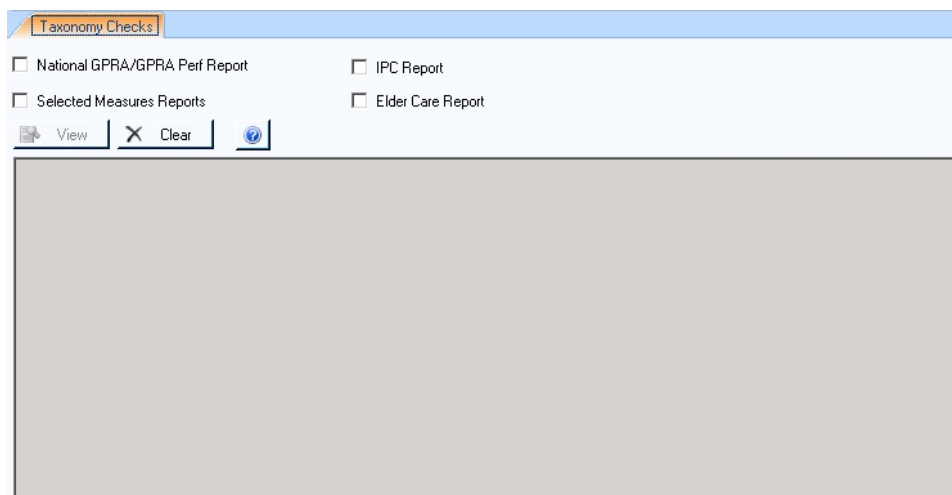 Taxonomy Checks
National GPRA/GPRA Perf Report
IPC Report
Selected Measures Reports
Elder Care Report
View
Clear
?